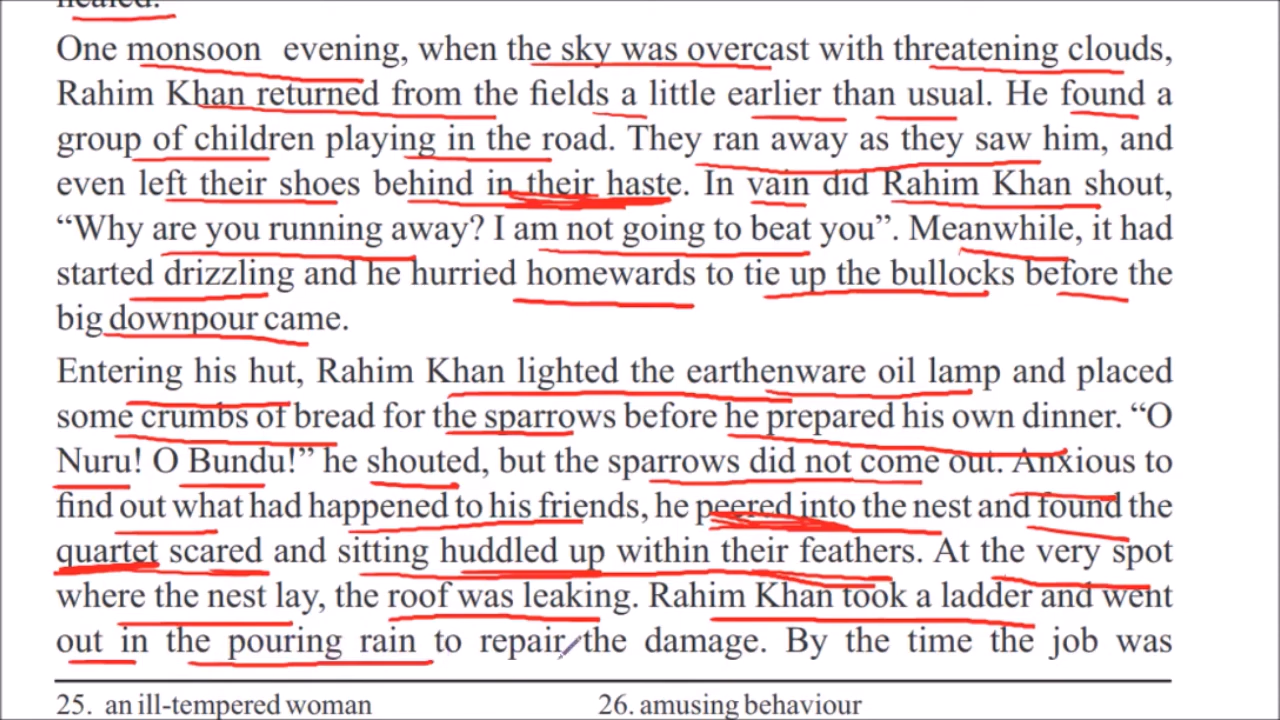 healed.
One monsoon evening, when the sky was overcast with threatening clouds,
Rahim Khan returned from the fields a little earlier than usual. He found a
group of children playing in the road. They ran away as they saw him, and
even left their shoes behind in their haste. In vain did Rahim Khan shout,
“Why are you running away? I am not going to beat you”. Meanwhile, it had
started drizzling and he hurried homewards to tie up the bullocks before the
big downpour came.
Entering his hut, Rahim Khan lighted the earthenware oil lamp and placed
some crumbs of bread for the sparrows before he prepared his own dinner. “O
Nuru! O Bundu!” he shouted, but the sparrows did not come out. Anxious to
find out what had happened to his friends, he peered into the nest and found the
quartet scared and sitting huddled up within their feathers. At the very spot
where the nest lay, the roof was leaking. Rahim Khan took a ladder and went
out in the pouring rain to repair the damage. By the time the job was
25. an ill-tempered woman 26. amusing behaviour